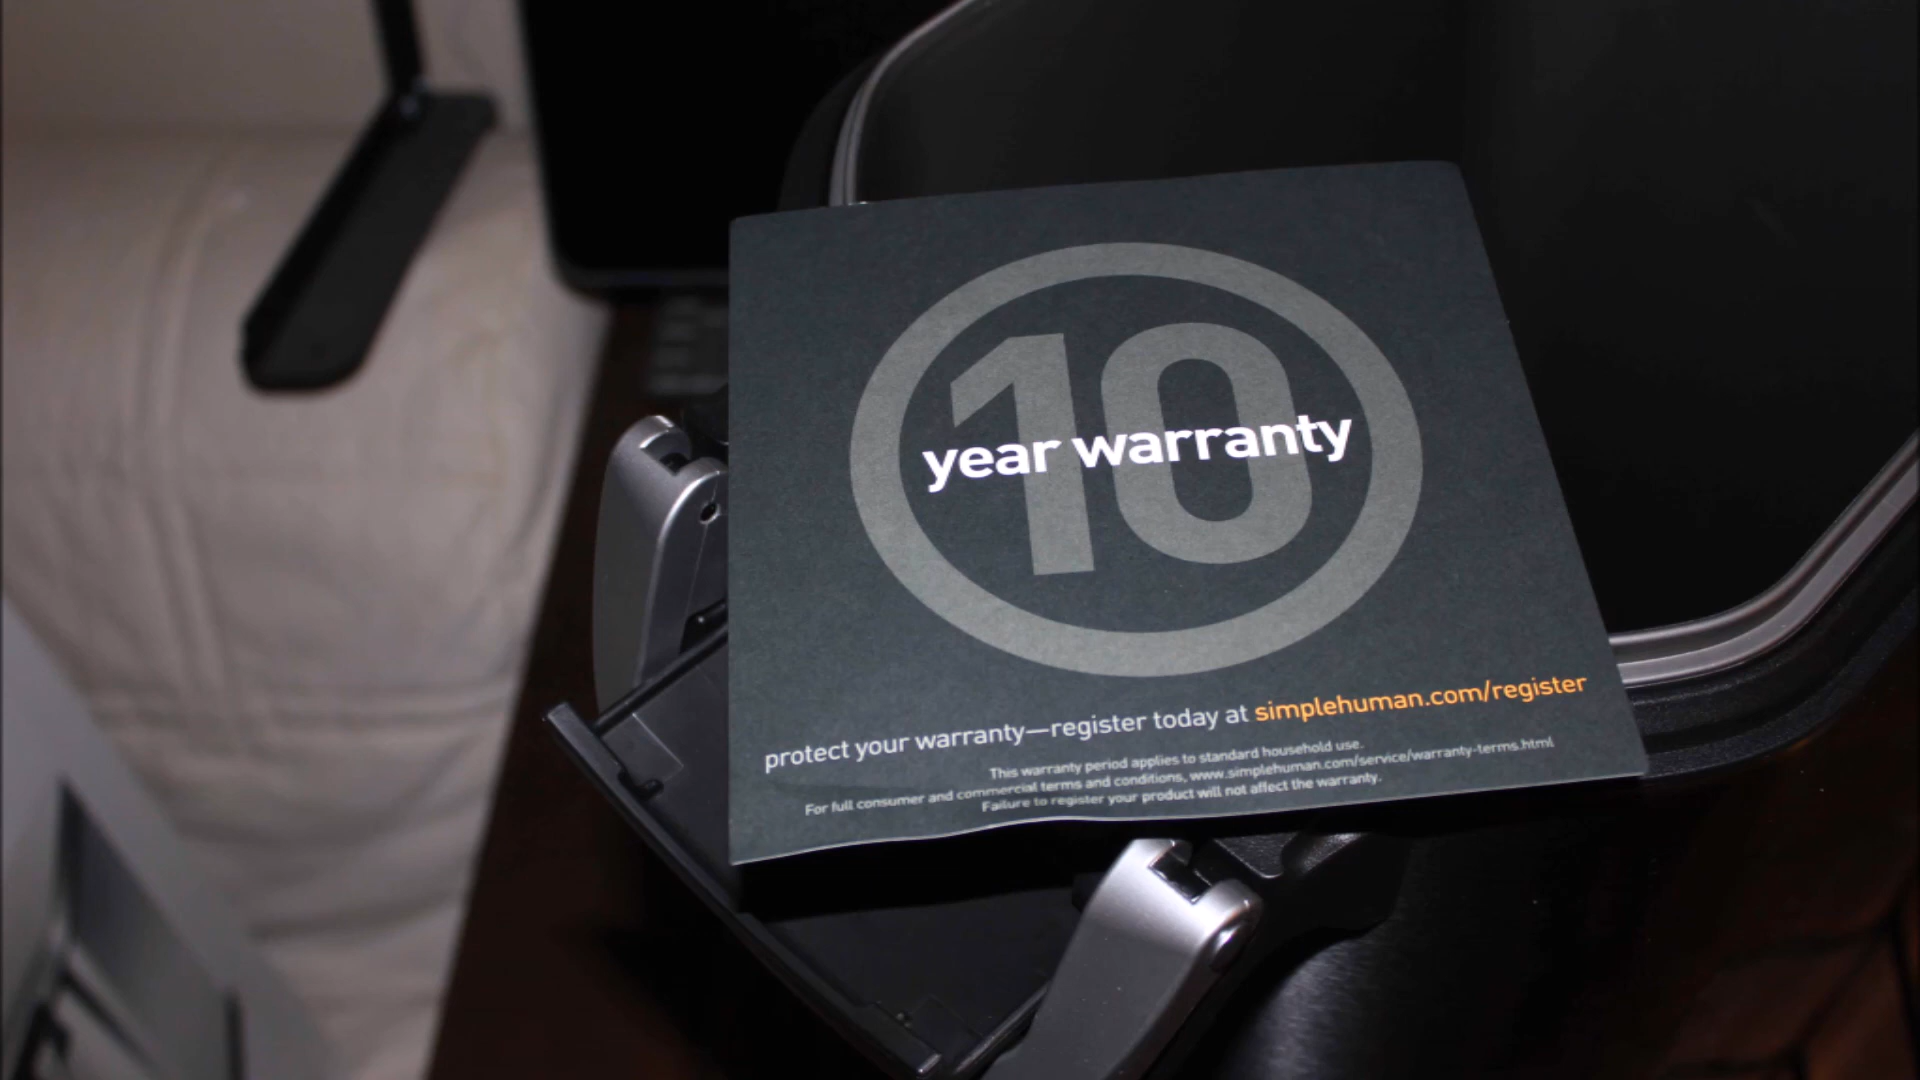 10
year warranty
protect your warranty—register today at simplehuman.com/register
This warranty period applies to standard household use.
For full consumer and commercial terms and conditions, www.simplehuman.com/service/warranty-terms.html
Failure to register your product will not affect the warranty.